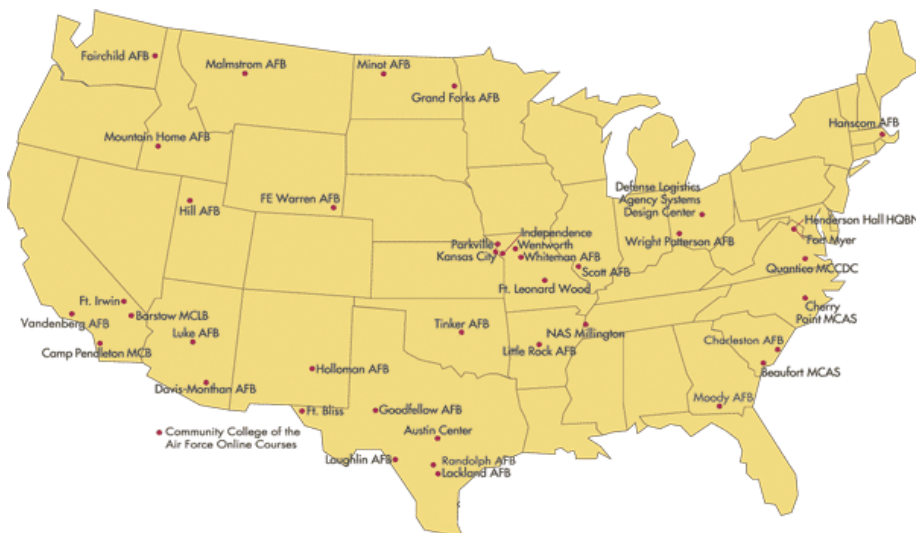 Fairchild AFB
Malmstrom AFB
Minot AFB
Grand Forks AFB
Hanscom AFB
Mountain Home AFB
Defense Logistics
Agency Systems
Design Center
FE Warren AFB
Hill AFB
Henderson Hall HQBN
Fort Myer
Independence
Parkville
Wentworth
Wright Patterson AFB
Kansas City
Whiteman AFB
Quantico MCCDC
Scott AFB
Ft. Leonard Wood
Ft. Irwin
Barstow MCLB
Cherry
Point MCAS
Vandenberg AFB
Luke AFB
Tinker AFB
NAS Millington
Charleston AFB
Camp Pendleton MCB
Little Rock AFB
Holloman AFB
Beaufort MCAS
Davis-Monthan AFB
Moody AFB
Ft. Bliss
Goodfellow AFB
Community College of the
Air Force Online Courses
Austin Center
Laughlin AFB
Randolph AFB
Lackland AFB